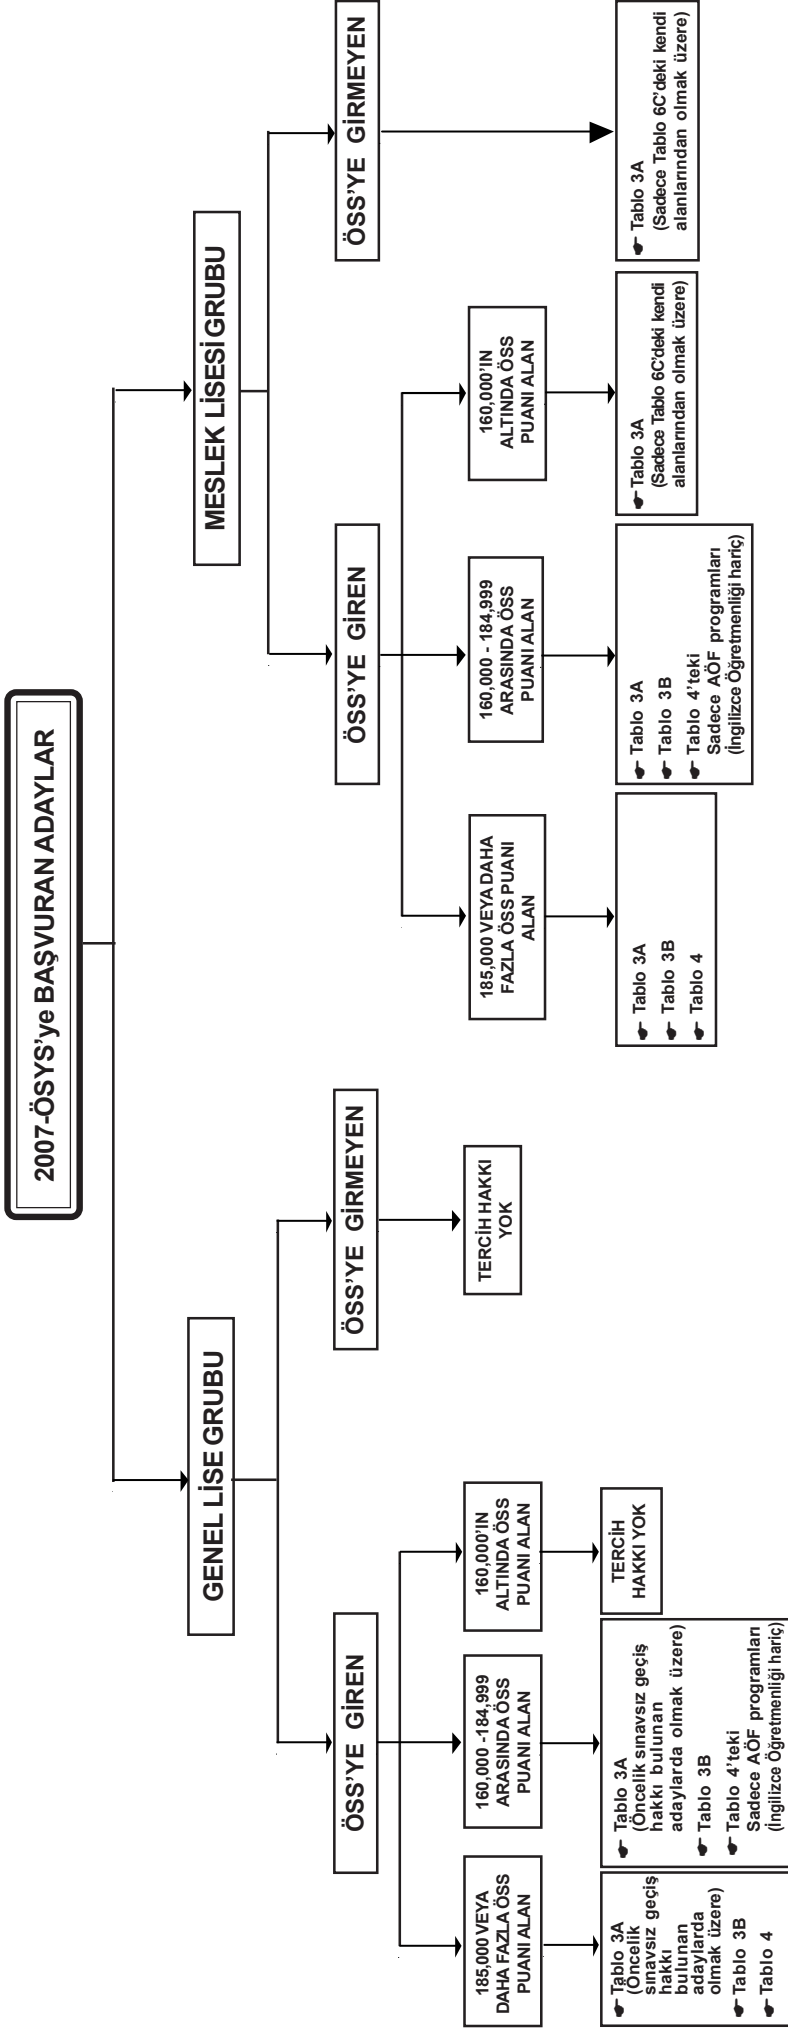 2007-ÖSYS'ye BAŞVURAN ADAYLAR
GENEL LİSE GRUBU
MESLEK LİSESİ GRUBU
ÖSS'YE GİREN
ÖSS'YE GİRMEYEN
ÖSS'YE GİREN
ÖSS'YE GİRMEYEN
185,000 VEYA
DAHA FAZLA ÖSS
PUANI ALAN
160,000 -184,999
ARASINDA ÖSS
PUANI ALAN
160,000'IN
ALTINDA ÖSS
PUANI ALAN
TERCİH HAKKI
YOK
185,000 VEYA DAHA
FAZLA ÖSS PUANI
ALAN
160,000 - 184,999
ARASINDA ÖSS
PUANI ALAN
160,000'IN
ALTINDA ÖSS
PUANI ALAN
☛ Tablo 3A
(Öncelik
sınavsız geçiş
hakkı
bulunan
adaylarda
olmak üzere)
☛ Tablo 3B
☛ Tablo 4
☛ Tablo 3A
(Öncelik sınavsız geçiş
hakkı bulunan
adaylarda olmak üzere)
☛ Tablo 3B
☛ Tablo 4'teki
Sadece AÖF programları
(İngilizce Öğretmenliği hariç)
TERCİH
HAKKI YOK
☛ Tablo 3A
☛ Tablo 3B
☛ Tablo 4
☛ Tablo 3A
☛ Tablo 3B
☛ Tablo 4'teki
Sadece AÖF programları
(İngilizce Öğretmenliği hariç)
☛ Tablo 3A
(Sadece Tablo 6C'deki kendi
alanlarından olmak üzere)
☛ Tablo 3A
(Sadece Tablo 6C'deki kendi
alanlarından olmak üzere)